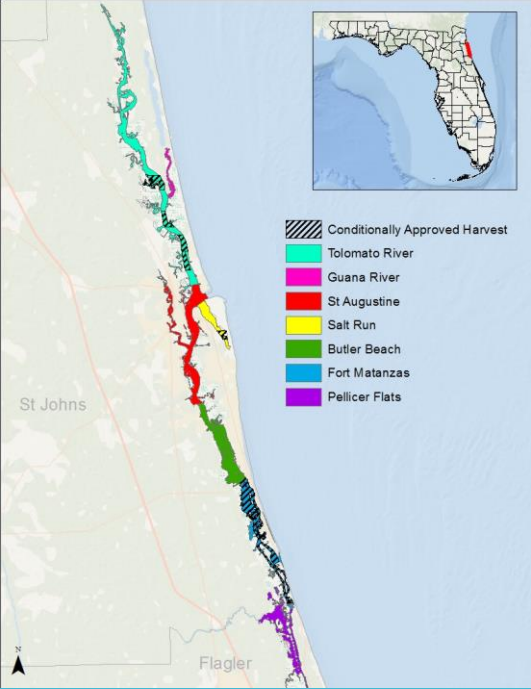 Conditionally Approved Harvest
Tolomato River
Guana River
St Augustine
Salt Run
Butler Beach
Fort Matanzas
Pellicer Flats
St Johns
Flagler
N